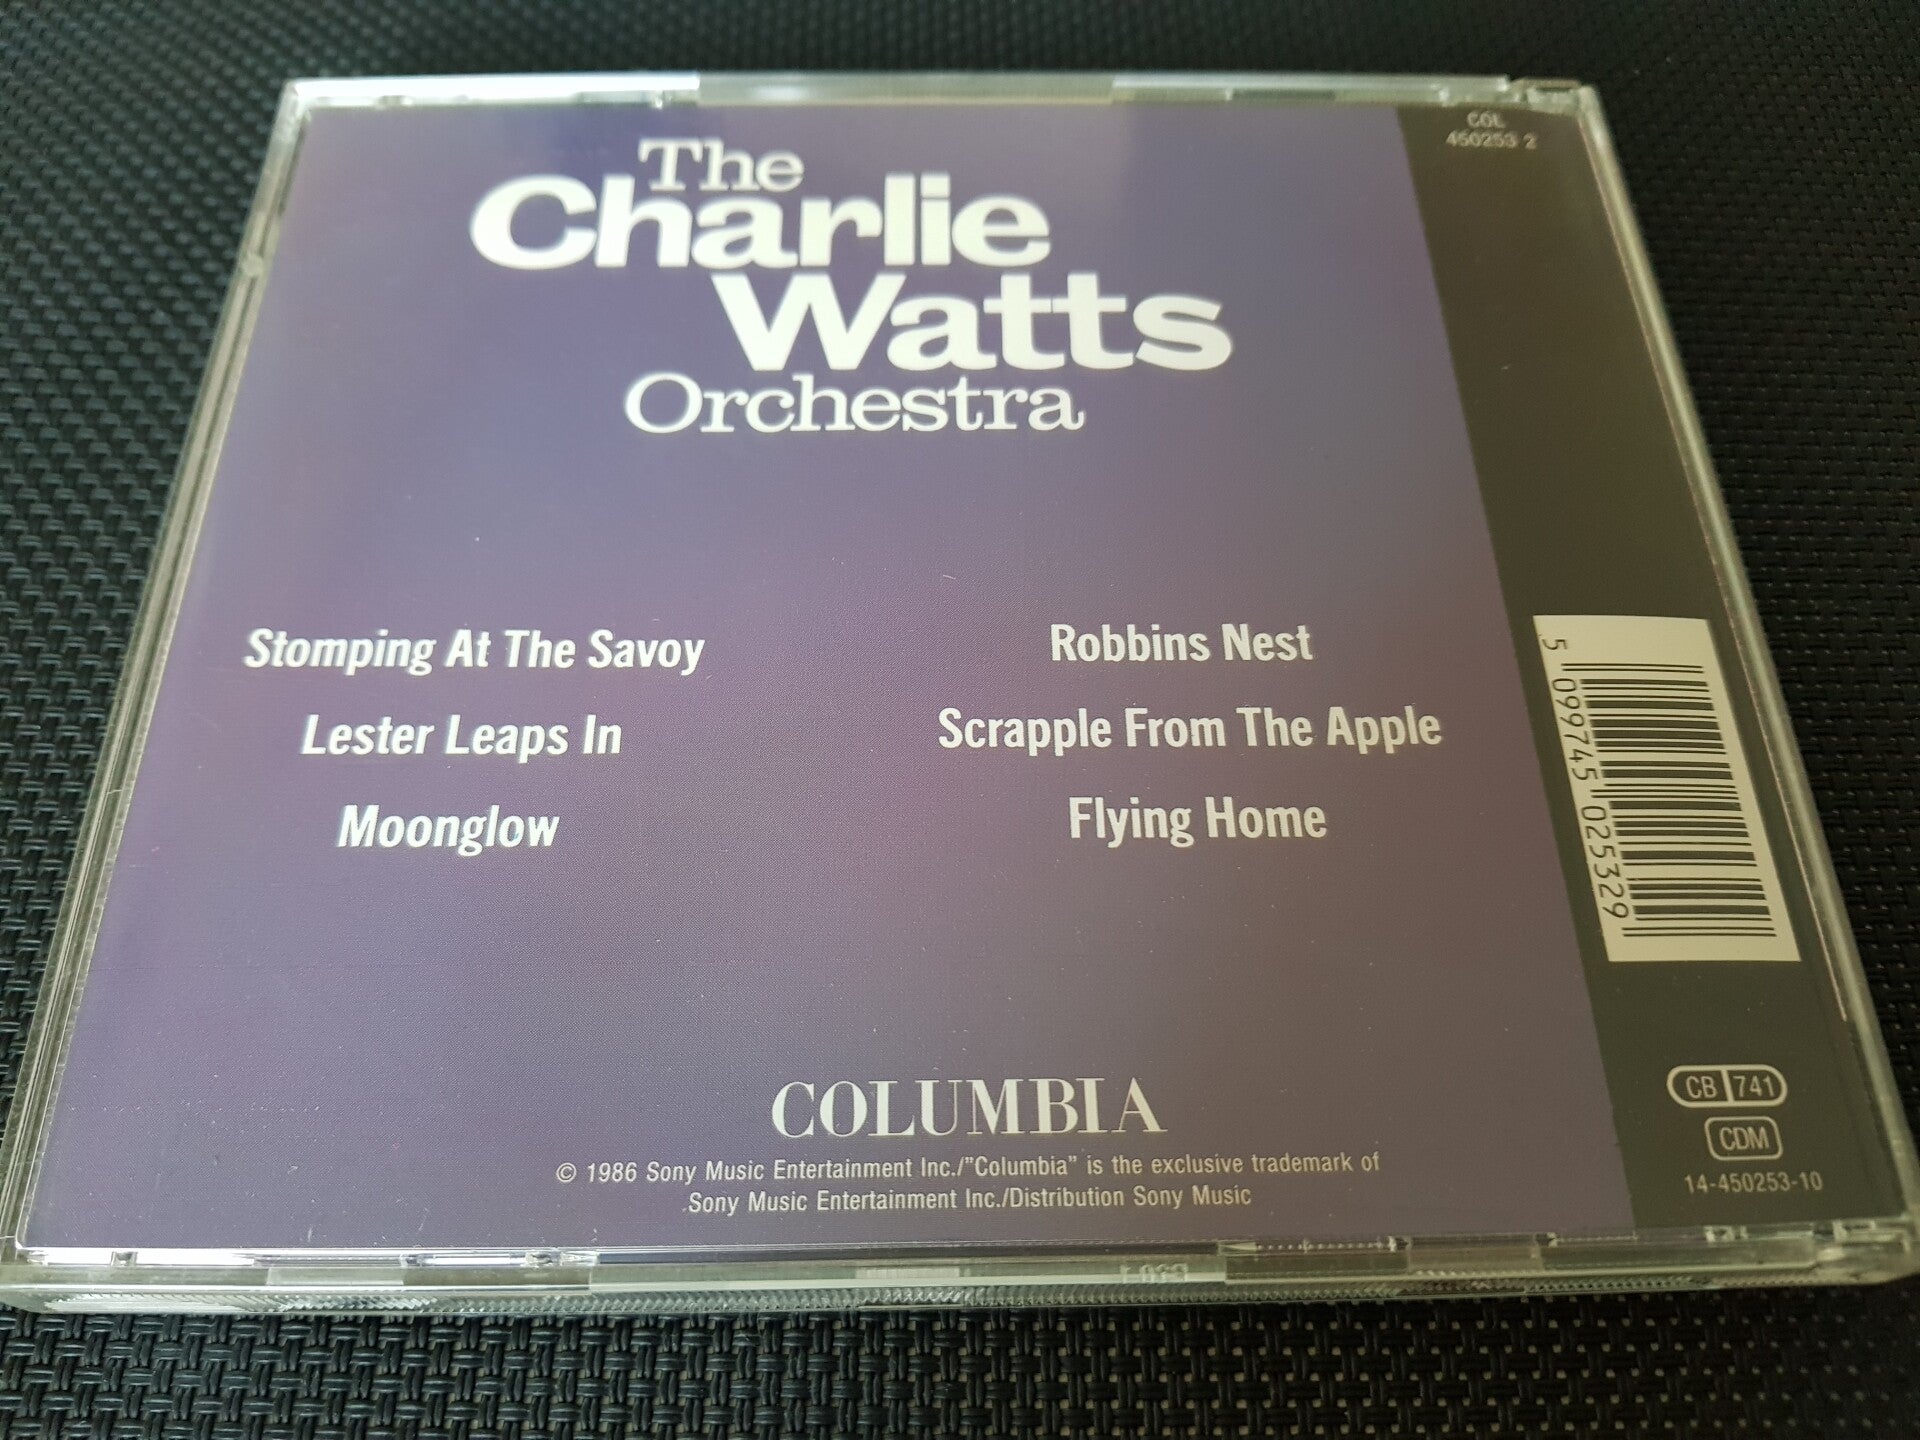 The
Charlie
Watts
Orchestra
COL
450253 2
Stomping At The Savoy
Lester Leaps In
Moonglow
Robbins Nest
Scrapple From The Apple
Flying Home
5 099745 025329
COLUMBIA
© 1986 Sony Music Entertainment Inc./"Columbia" is the exclusive trademark of
Sony Music Entertainment Inc./Distribution Sony Music
CB 741
CDM
14-450253-10